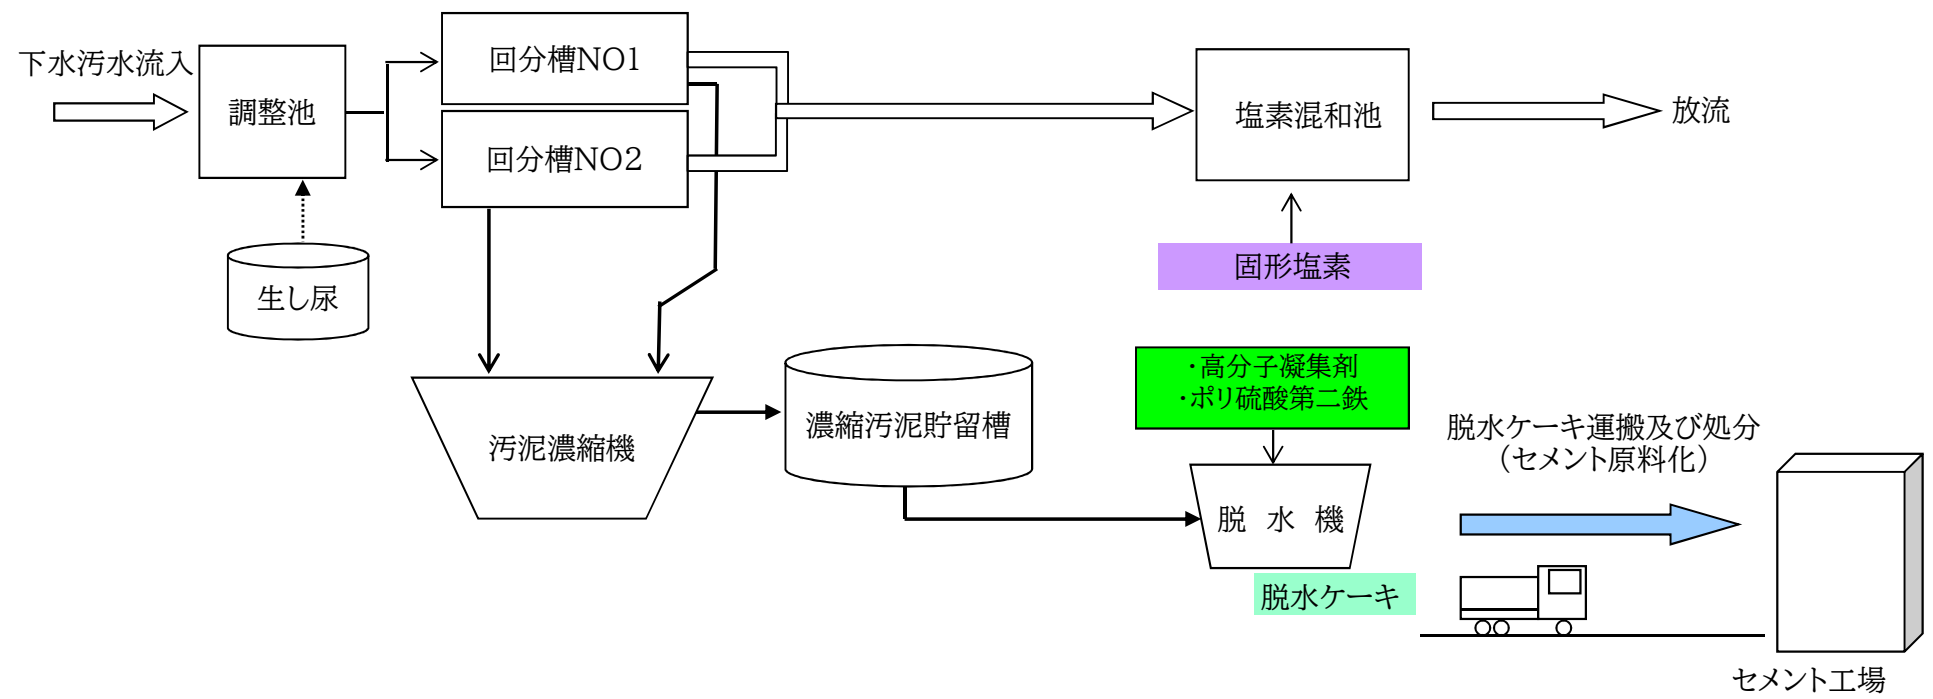 下水汚水流入
調整池
回分槽NO1
回分槽NO2
塩素混和池
放流
生し尿
固形塩素
汚泥濃縮機
濃縮汚泥貯留槽
・高分子凝集剤
・ポリ硫酸第二鉄
脱 水 機
脱水ケーキ
脱水ケーキ運搬及び処分
（セメント原料化）
セメント工場